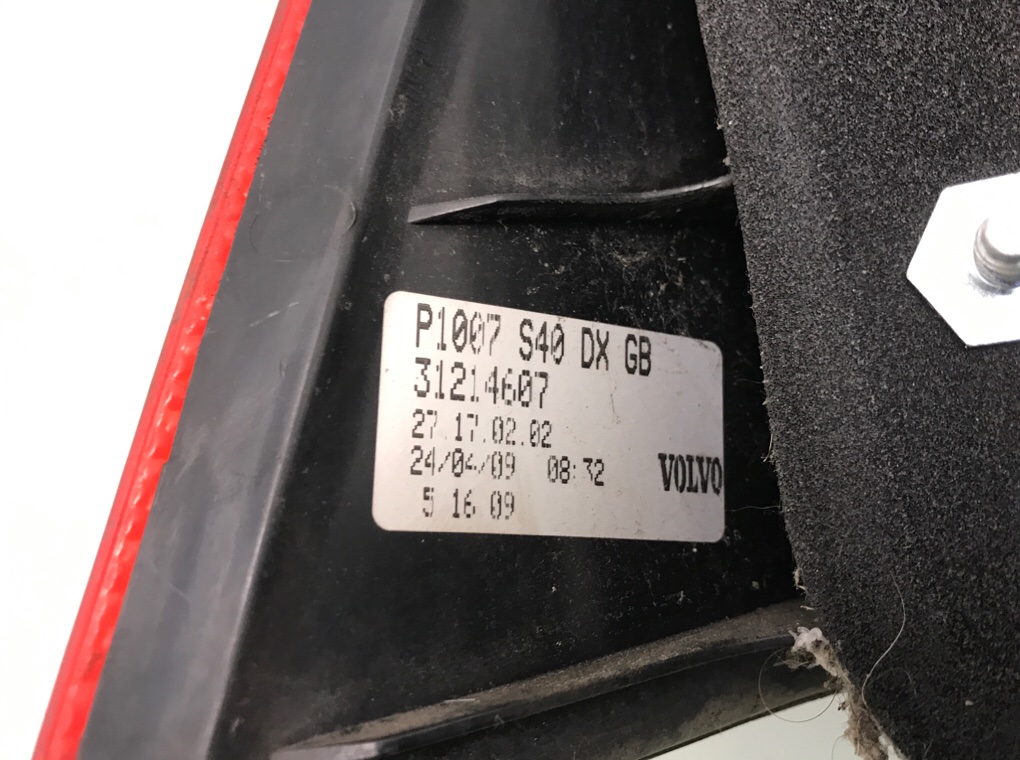 P1007 S40 DX GB
31214607
27.17.02.02
24/04/09 08:32
VOLVO
5 16 09